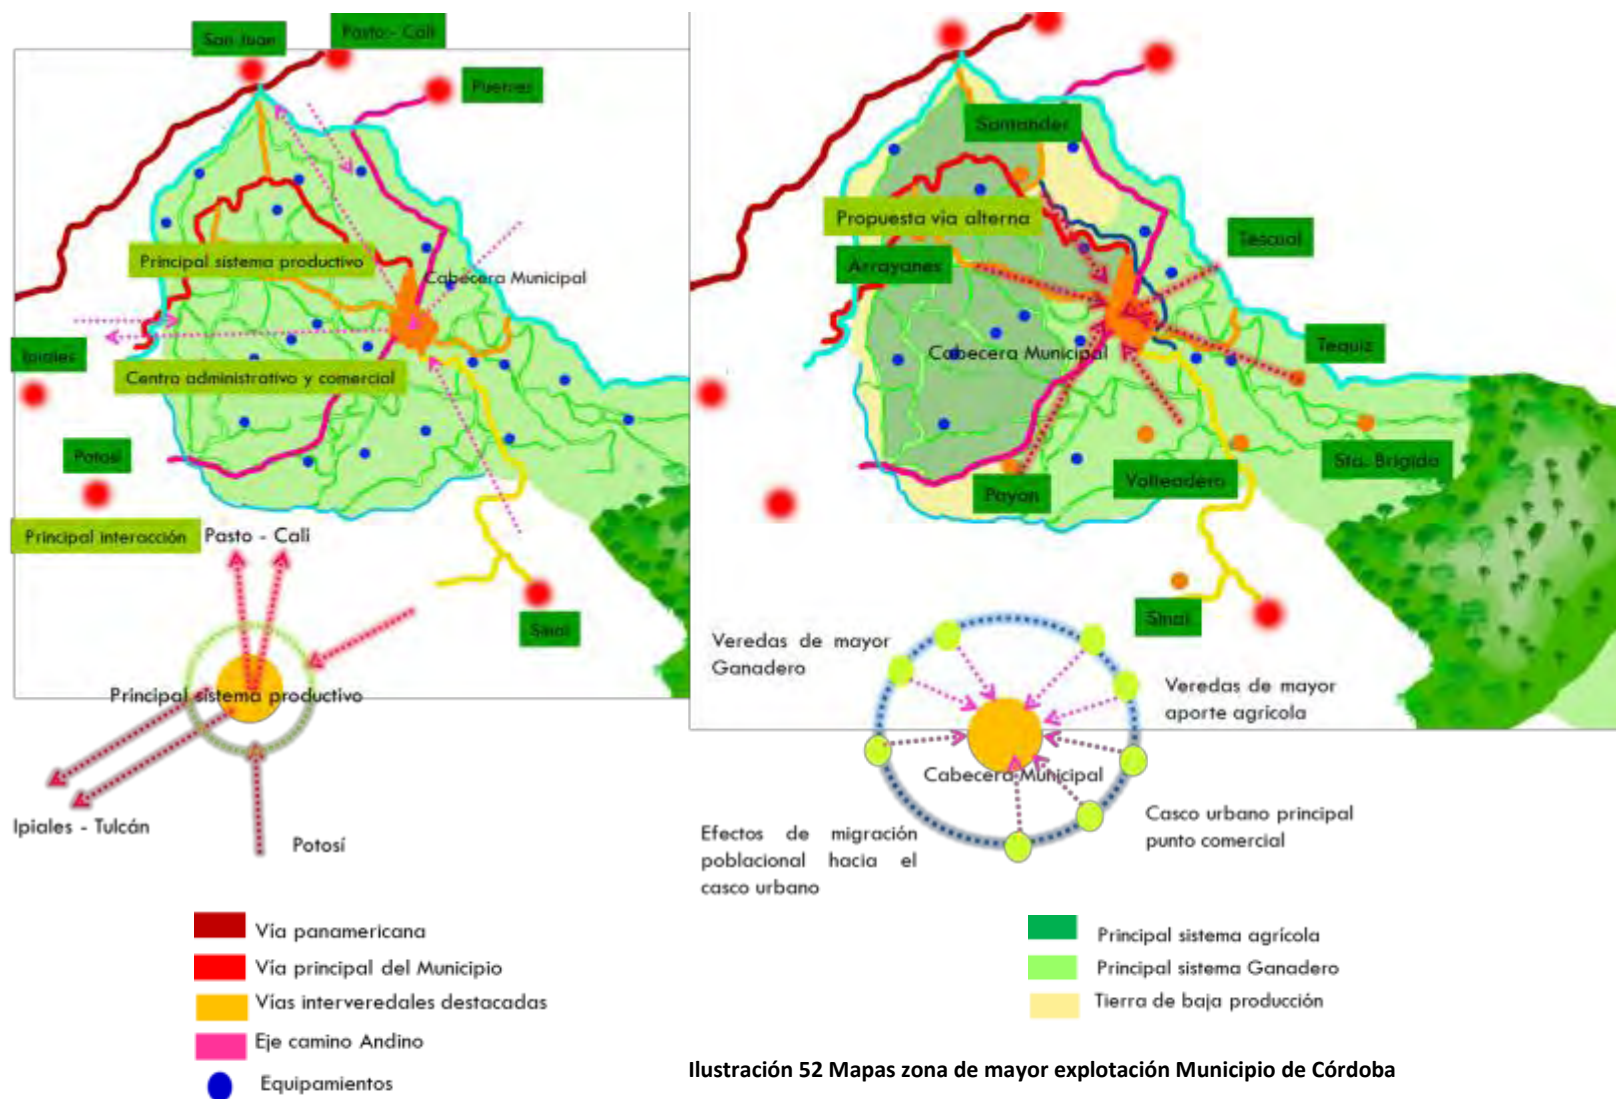 San Juan
Pasto - Cali
Puerres
Principal sistema productivo
Cabecera Municipal
Ipiales
Centro administrativo y comercial
Potosí
Principal interacción
Pasto - Cali
Sinai
Principal sistema productivo
Ipiales - Tulcán
Potosí
Santander
Propuesta vía alterna
Tescual
Arrayanes
Tequiz
Cabecera Municipal
Sta. Brigida
Payan
Volteadero
Sinai
Veredas de mayor
Ganadero
Veredas de mayor
aporte agrícola
Cabecera Municipal
Casco urbano principal
punto comercial
Efectos de migración
poblacional hacia el
casco urbano
Vía panamericana
Vía principal del Municipio
Vías interveredales destacadas
Eje camino Andino
Equipamientos
Principal sistema agrícola
Principal sistema Ganadero
Tierra de baja producción
Ilustración 52 Mapas zona de mayor explotación Municipio de Córdoba